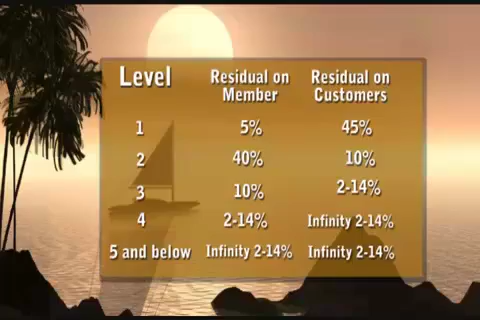 Level Residual on Member Residual on Customers
1 5% 45%
2 40% 10%
3 10% 2-14%
4 2-14% Infinity 2-14%
5 and below Infinity 2-14% Infinity 2-14%